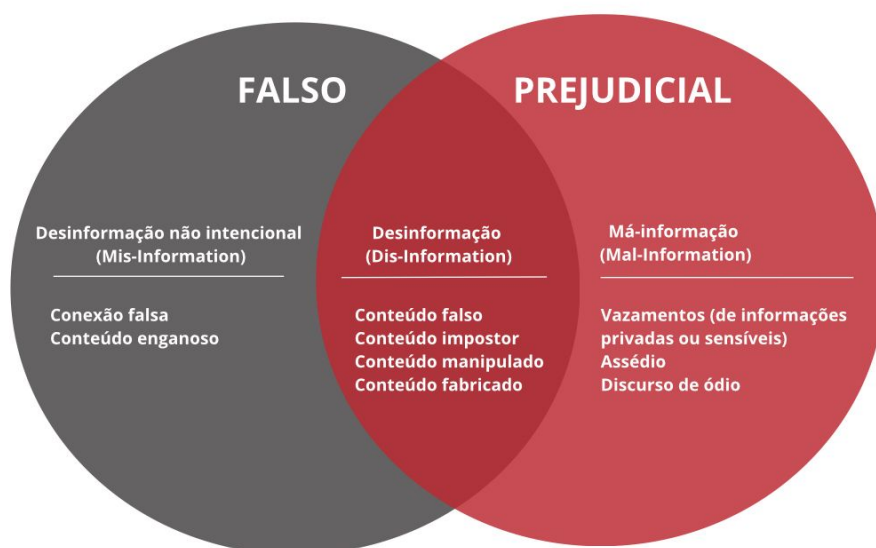 FALSO
PREJUDICIAL
Desinformação não intencional
(Mis-Information)
Conexão falsa
Conteúdo enganoso
Desinformação
(Dis-Information)
Conteúdo falso
Conteúdo impostor
Conteúdo manipulado
Conteúdo fabricado
Má-informação
(Mal-Information)
Vazamentos (de informações
privadas ou sensíveis)
Assédio
Discurso de ódio